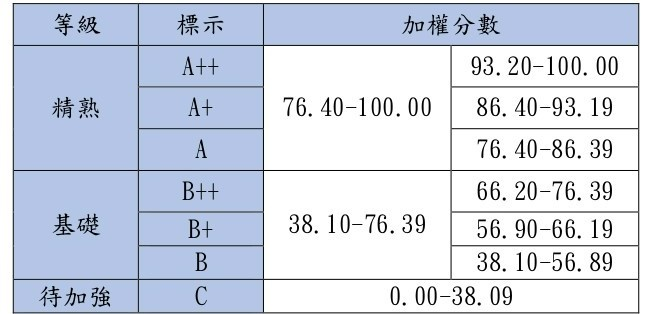 等級 標示 加權分數
精熟 A++ 76.40-100.00 93.20-100.00
A+ 86.40-93.19
A 76.40-86.39
基礎 B++ 38.10-76.39 66.20-76.39
B+ 56.90-66.19
B 38.10-56.89
待加強 C 0.00-38.09